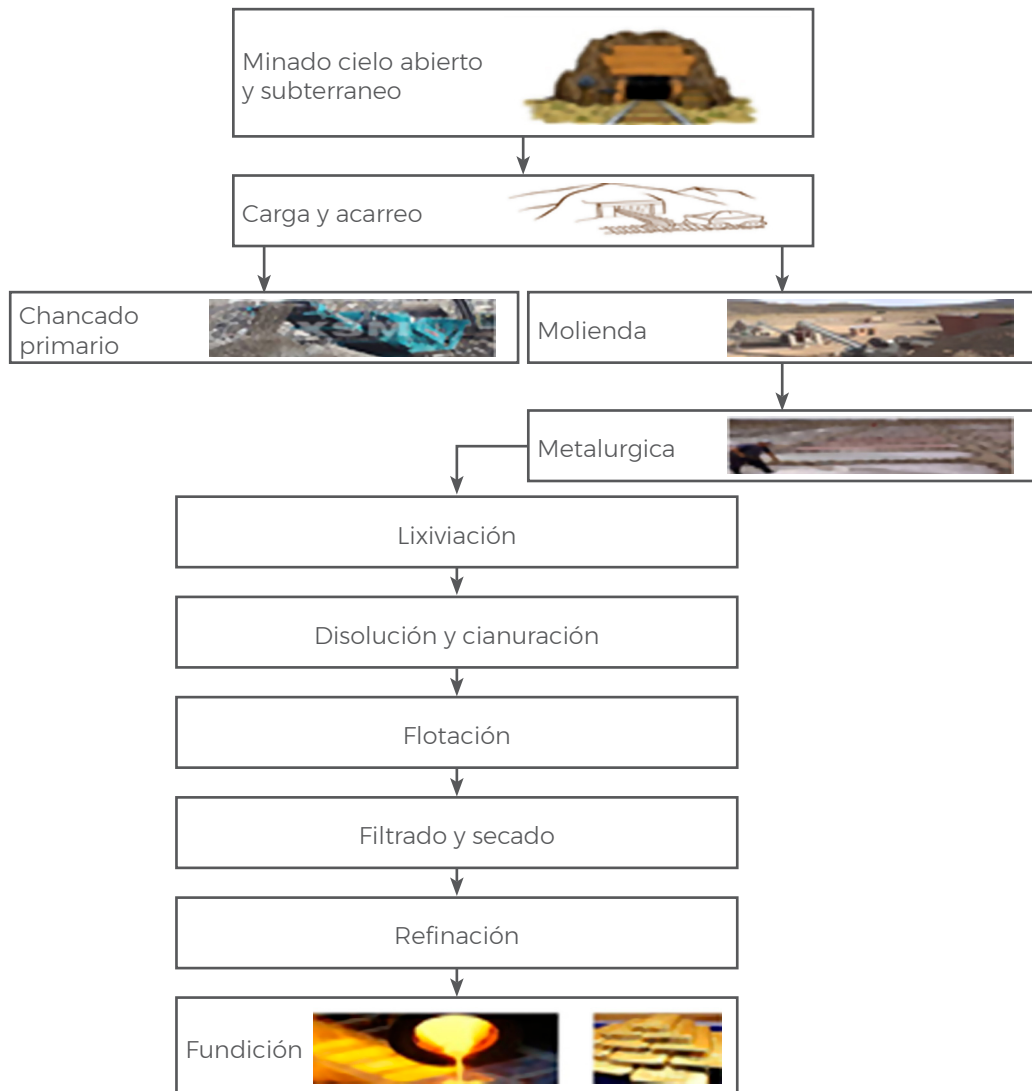 Minado cielo abierto
y subterraneo
Carga y acarreo
Chancado
primario
Molienda
Metalurgica
Lixiviación
Disolución y cianuración
Flotación
Filtrado y secado
Refinación
Fundición